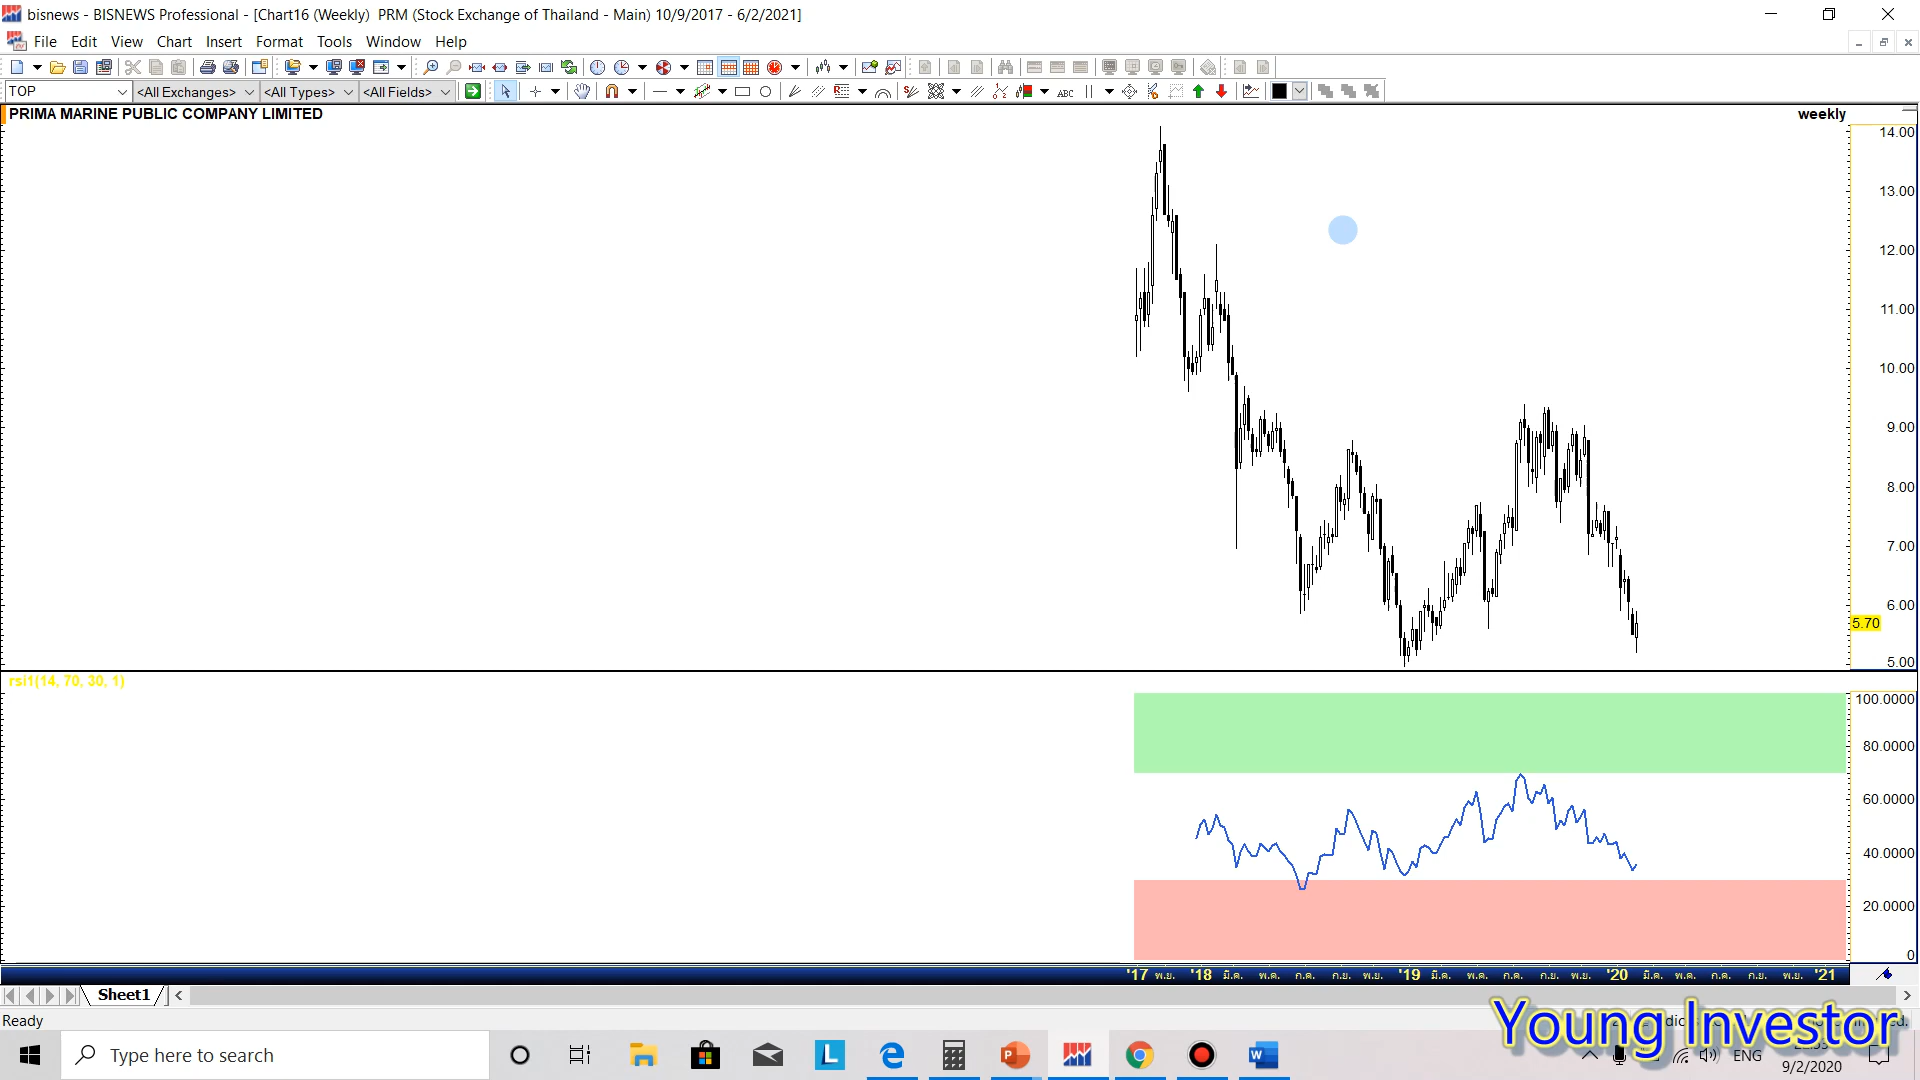 bisnews - BISNEWS Professional - [Chart16 (Weekly)  PRM (Stock Exchange of Thailand - Main) 10/9/2017 - 6/2/2021]
File Edit View Chart Insert Format Tools Window Help
TOP <All Exchanges> <All Types> <All Fields> ABC
PRIMA MARINE PUBLIC COMPANY LIMITED weekly
14.00
13.00
12.00
11.00
10.00
9.00
8.00
7.00
6.00
5.70
5.00
rsi1(14, 70, 30, 1)
100.0000
80.0000
60.0000
40.0000
20.0000
0
'17 พ.ย. '18 มี.ค. พ.ค. ก.ค. ก.ย. '19 มี.ค. พ.ค. ก.ค. ก.ย. พ.ย. '20 มี.ค. พ.ค. ก.ค. ก.ย. พ.ย. '21
Sheet1
Ready
Young Investor
Type here to search
ENG
9/2/2020